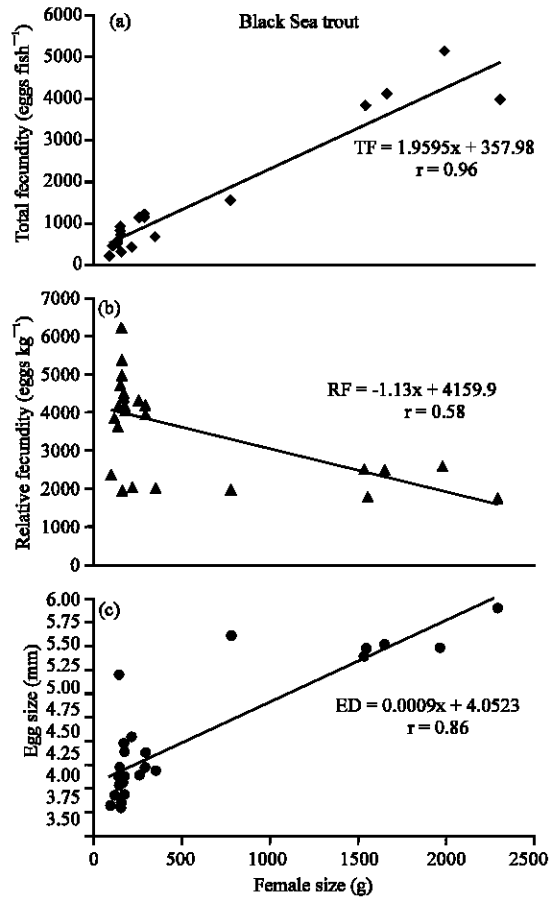 (a)
Black Sea trout
Total fecundity (eggs fish⁻¹)
6000
5000
4000
3000
2000
1000
0
TF = 1.9595x + 357.98
r = 0.96
(b)
Relative fecundity (eggs kg⁻¹)
7000
6000
5000
4000
3000
2000
1000
0
RF = -1.13x + 4159.9
r = 0.58
(c)
Egg size (mm)
6.00
5.75
5.50
5.25
5.00
4.25
4.00
3.75
3.50
ED = 0.0009x + 4.0523
r = 0.86
0
500
1000
1500
2000
2500
Female size (g)